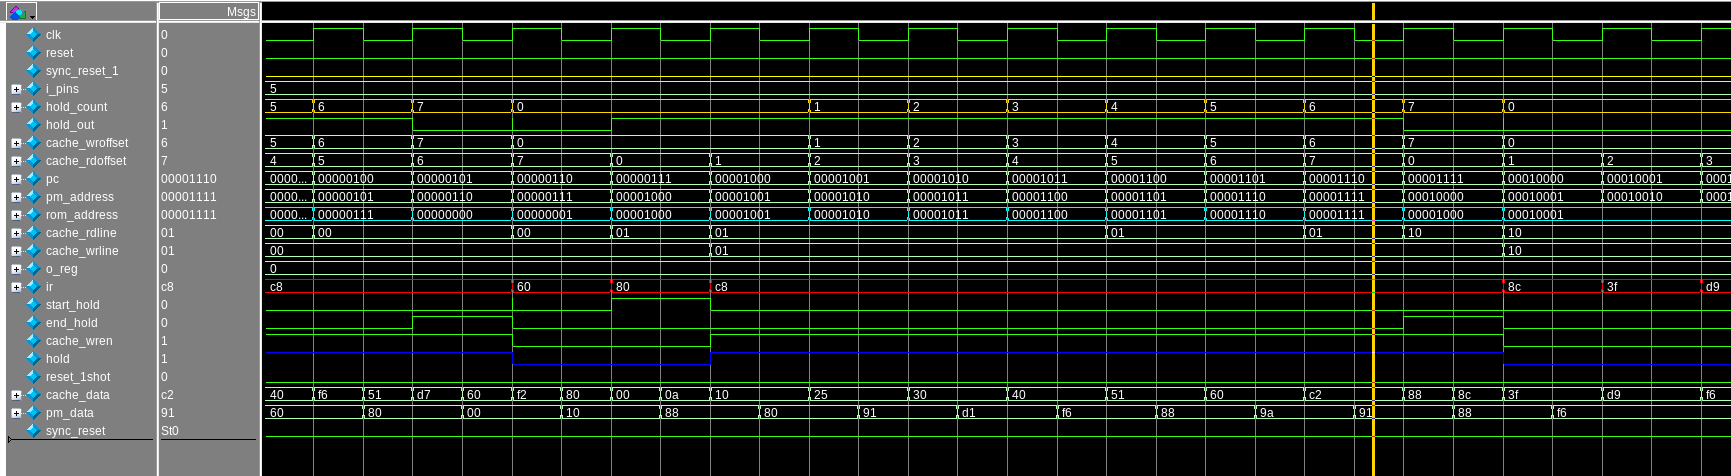 Msgs
clk 0
reset 0
sync_reset_1 0
i_pins 5 5
hold_count 6 5 6 7 0 1 2 3 4 5 6 7 0
hold_out 1
cache_wroffset 6 5 6 7 0 1 2 3 4 5 6 7 0
cache_rdoffset 7 4 5 6 7 0 1 2 3 4 5 6 7 0 1 2 3
pc 00001110 0000... 00000100 00000101 00000110 00000111 00001000 00001001 00001010 00001011 00001100 00001101 00001110 00001111 00010000 00010001 0001
pm_address 00001111 0000... 00000101 00000110 00000111 00001000 00001001 00001010 00001011 00001100 00001101 00001110 00001111 00010000 00010001 00010010 0001
rom_address 00001111 0000... 00000111 00000000 00000001 00001000 00001001 00001010 00001011 00001100 00001101 00001110 00001111 00001000 00010001
cache_rdline 01 00 00 00 01 01 01 01 10 10
cache_wrline 01 00 01 10
o_reg 0 0
ir c8 c8 60 80 c8 8c 3f d9
start_hold 0
end_hold 0
cache_wren 1
hold 1
reset_1shot 0
cache_data c2 40 f6 51 d7 60 f2 80 00 0a 10 25 30 40 51 60 c2 88 8c 3f d9 f6
pm_data 91 60 80 00 10 88 80 91 d1 f6 88 9a 91 88 f6
sync_reset St0